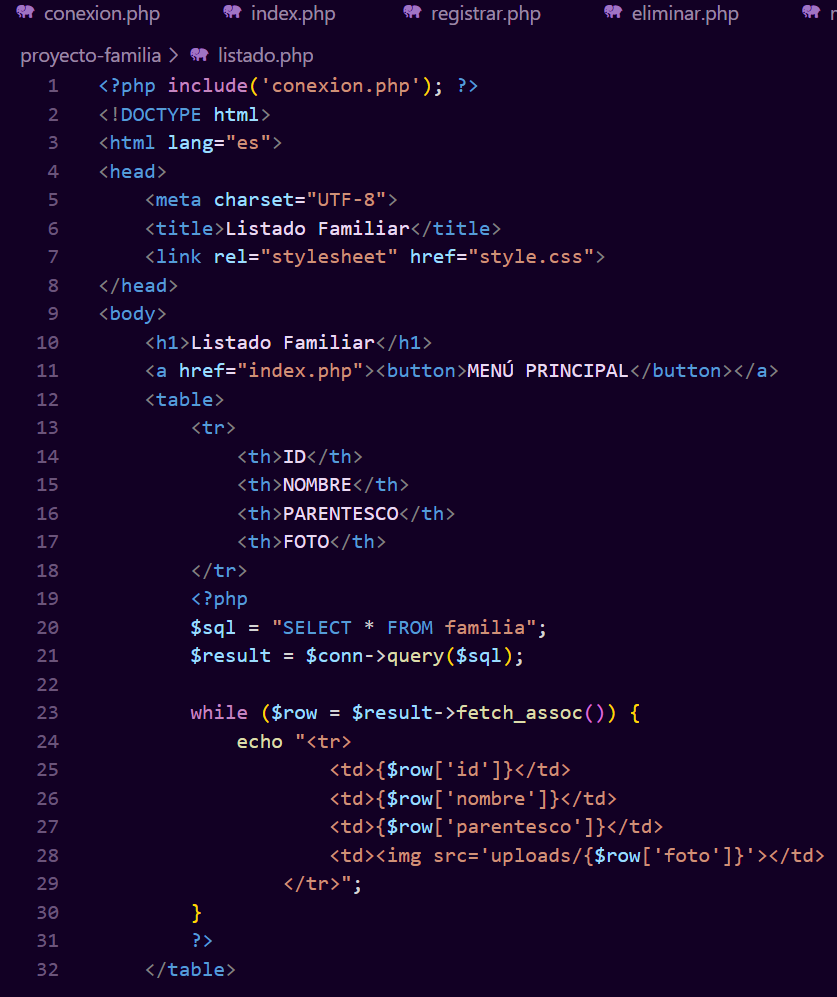 conexion.php index.php registrar.php eliminar.php
proyecto-familia > listado.php
1 <?php include('conexion.php'); ?>
2 <!DOCTYPE html>
3 <html lang="es">
4 <head>
5     <meta charset="UTF-8">
6     <title>Listado Familiar</title>
7     <link rel="stylesheet" href="style.css">
8 </head>
9 <body>
10     <h1>Listado Familiar</h1>
11     <a href="index.php"><button>MENÚ PRINCIPAL</button></a>
12     <table>
13         <tr>
14             <th>ID</th>
15             <th>NOMBRE</th>
16             <th>PARENTESCO</th>
17             <th>FOTO</th>
18         </tr>
19         <?php
20         $sql = "SELECT * FROM familia";
21         $result = $conn->query($sql);
22
23         while ($row = $result->fetch_assoc()) {
24             echo "<tr>
25                     <td>{$row['id']}</td>
26                     <td>{$row['nombre']}</td>
27                     <td>{$row['parentesco']}</td>
28                     <td><img src='uploads/{$row['foto']}'></td>
29                 </tr>";
30         }
31         ?>
32     </table>